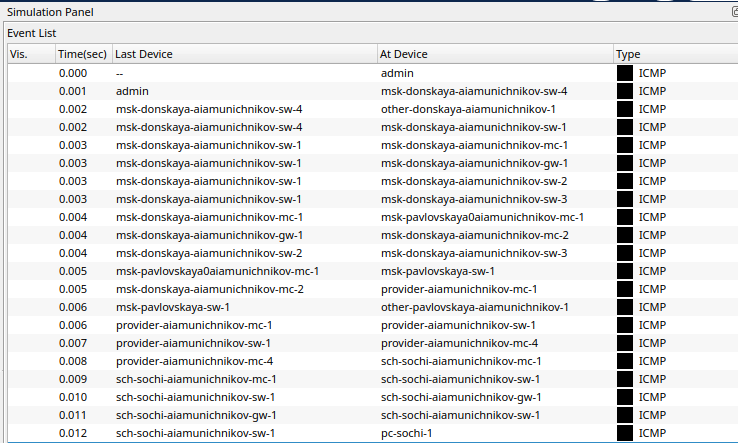 Simulation Panel
Event List
Vis. Time(sec) Last Device At Device Type
0.000 -- admin ICMP
0.001 admin msk-donskaya-aiamunichnikov-sw-4 ICMP
0.002 msk-donskaya-aiamunichnikov-sw-4 other-donskaya-aiamunichnikov-1 ICMP
0.002 msk-donskaya-aiamunichnikov-sw-4 msk-donskaya-aiamunichnikov-sw-1 ICMP
0.003 msk-donskaya-aiamunichnikov-sw-1 msk-donskaya-aiamunichnikov-mc-1 ICMP
0.003 msk-donskaya-aiamunichnikov-sw-1 msk-donskaya-aiamunichnikov-gw-1 ICMP
0.003 msk-donskaya-aiamunichnikov-sw-1 msk-donskaya-aiamunichnikov-sw-2 ICMP
0.003 msk-donskaya-aiamunichnikov-sw-1 msk-donskaya-aiamunichnikov-sw-3 ICMP
0.004 msk-donskaya-aiamunichnikov-mc-1 msk-pavlovskaya0aiamunichnikov-mc-1 ICMP
0.004 msk-donskaya-aiamunichnikov-gw-1 msk-donskaya-aiamunichnikov-mc-2 ICMP
0.004 msk-donskaya-aiamunichnikov-sw-2 msk-donskaya-aiamunichnikov-sw-3 ICMP
0.005 msk-pavlovskaya0aiamunichnikov-mc-1 msk-pavlovskaya-sw-1 ICMP
0.005 msk-donskaya-aiamunichnikov-mc-2 provider-aiamunichnikov-mc-1 ICMP
0.006 msk-pavlovskaya-sw-1 other-pavlovskaya-aiamunichnikov-1 ICMP
0.006 provider-aiamunichnikov-mc-1 provider-aiamunichnikov-sw-1 ICMP
0.007 provider-aiamunichnikov-sw-1 provider-aiamunichnikov-mc-4 ICMP
0.008 provider-aiamunichnikov-mc-4 sch-sochi-aiamunichnikov-mc-1 ICMP
0.009 sch-sochi-aiamunichnikov-mc-1 sch-sochi-aiamunichnikov-sw-1 ICMP
0.010 sch-sochi-aiamunichnikov-sw-1 sch-sochi-aiamunichnikov-gw-1 ICMP
0.011 sch-sochi-aiamunichnikov-gw-1 sch-sochi-aiamunichnikov-sw-1 ICMP
0.012 sch-sochi-aiamunichnikov-sw-1 pc-sochi-1 ICMP